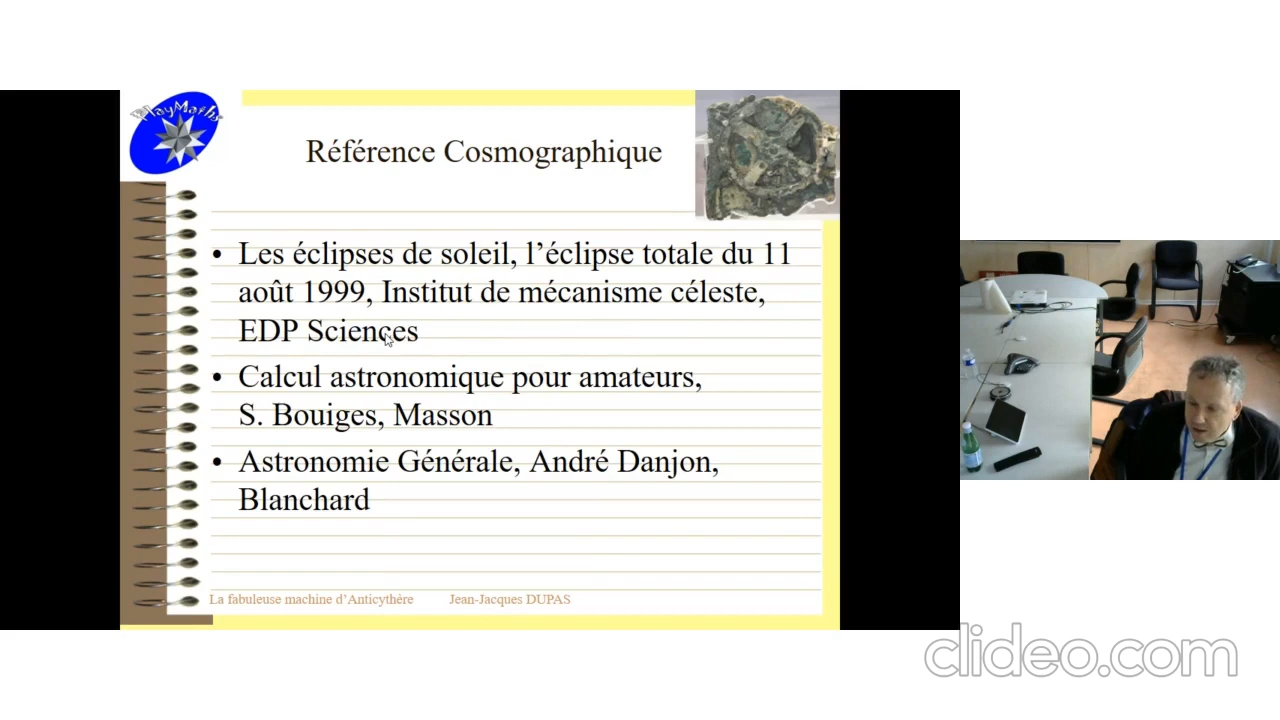 PlayMaths
Référence Cosmographique
• Les éclipses de soleil, l’éclipse totale du 11
août 1999, Institut de mécanisme céleste,
EDP Sciences
• Calcul astronomique pour amateurs,
S. Bouiges, Masson
• Astronomie Générale, André Danjon,
Blanchard
La fabuleuse machine d’Anticythère Jean-Jacques DUPAS
clideo.com